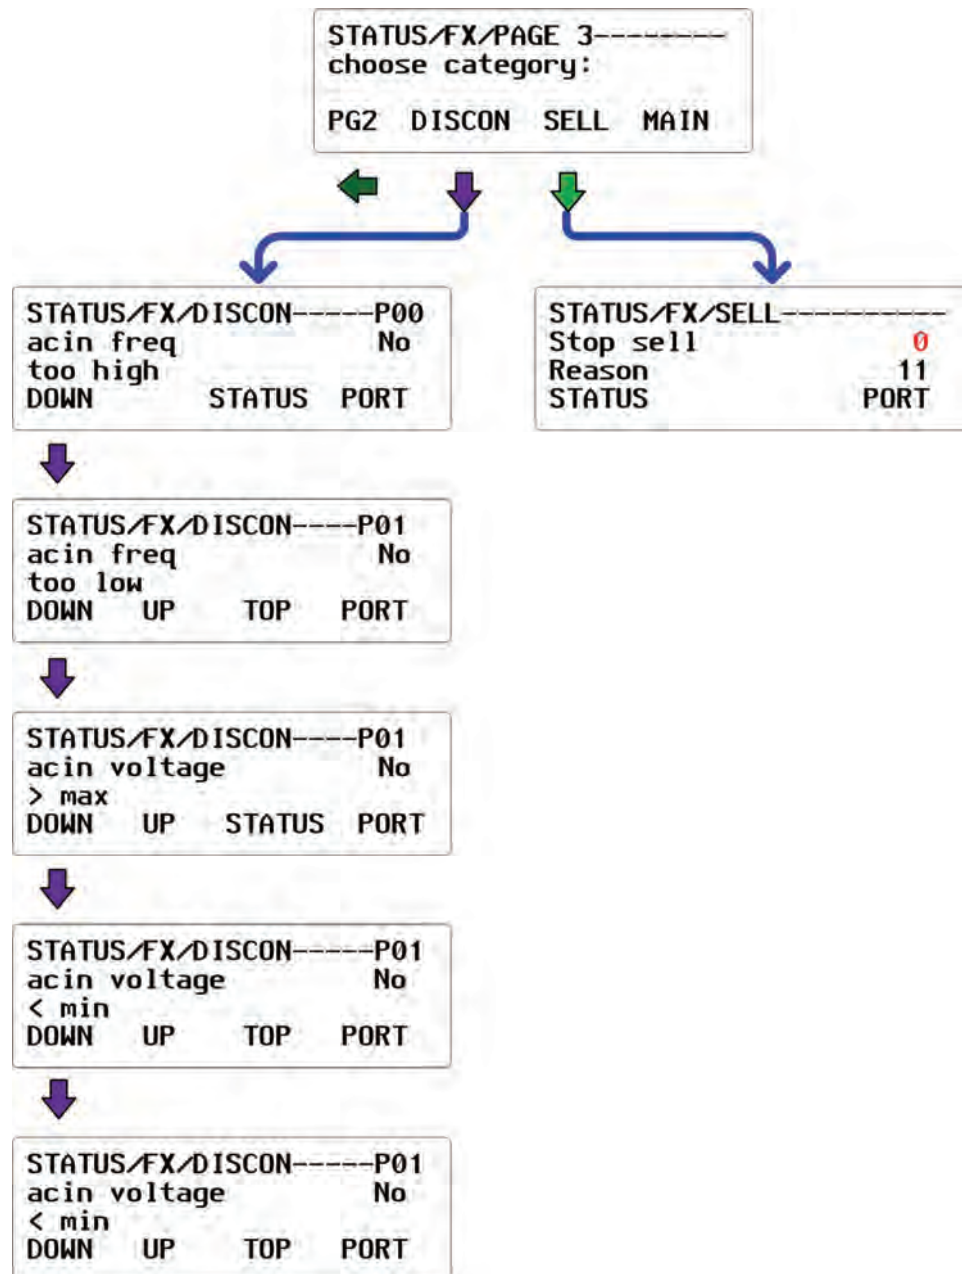 STATUS/FX/PAGE 3--------
choose category:
PG2 DISCON SELL MAIN
STATUS/FX/DISCON-----P00
acin freq No
too high
DOWN STATUS PORT
STATUS/FX/SELL----------
Stop sell 0
Reason 11
STATUS PORT
STATUS/FX/DISCON----P01
acin freq No
too low
DOWN UP TOP PORT
STATUS/FX/DISCON----P01
acin voltage No
> max
DOWN UP STATUS PORT
STATUS/FX/DISCON-----P01
acin voltage No
< min
DOWN UP TOP PORT
STATUS/FX/DISCON-----P01
acin voltage No
< min
DOWN UP TOP PORT